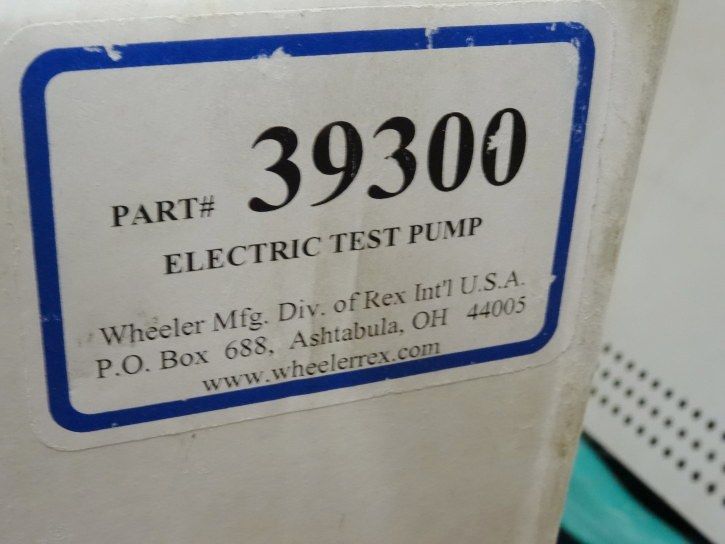 PART# 39300
ELECTRIC TEST PUMP
Wheeler Mfg. Div. of Rex Int'l U.S.A.
P.O. Box 688, Ashtabula, OH 44005
www.wheelerrex.com